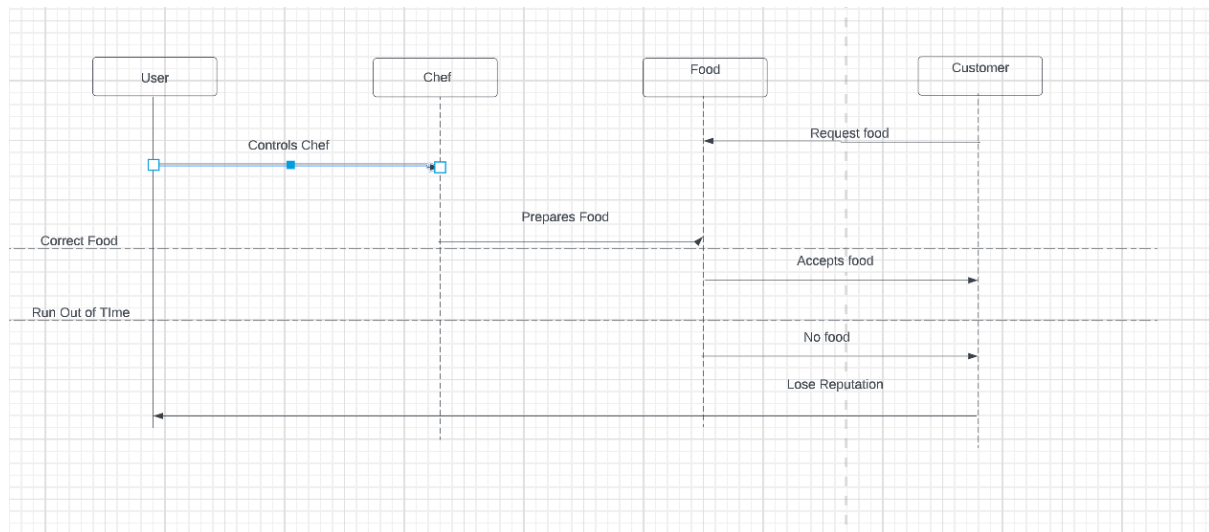 User
Chef
Food
Customer
Request food
Controls Chef
Prepares Food
Correct Food
Accepts food
Run Out of TIme
No food
Lose Reputation